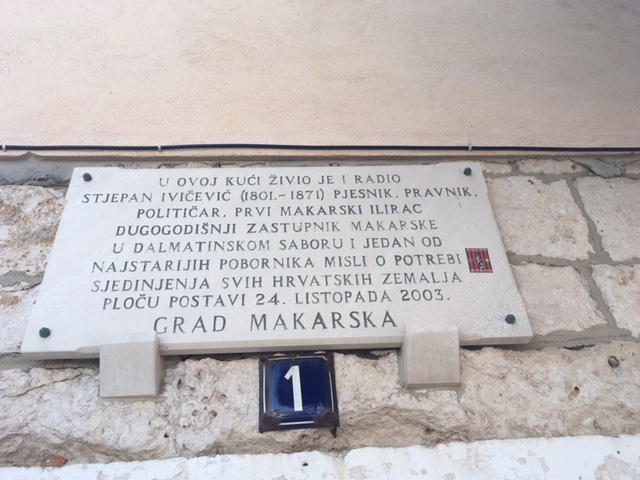 U OVOJ KUĆI ŽIVIO JE I RADIO
STJEPAN IVIČEVIĆ (1801.-1871) PJESNIK, PRAVNIK,
POLITIČAR, PRVI MAKARSKI ILIRAC
DUGOGODIŠNJI ZASTUPNIK MAKARSKE
U DALMATINSKOM SABORU I JEDAN OD
NAJSTARIJIH POBORNIKA MISLI O POTREBI
SJEDINJENJA SVIH HRVATSKIH ZEMALJA
PLOČU POSTAVI 24. LISTOPADA 2003.
GRAD MAKARSKA
1